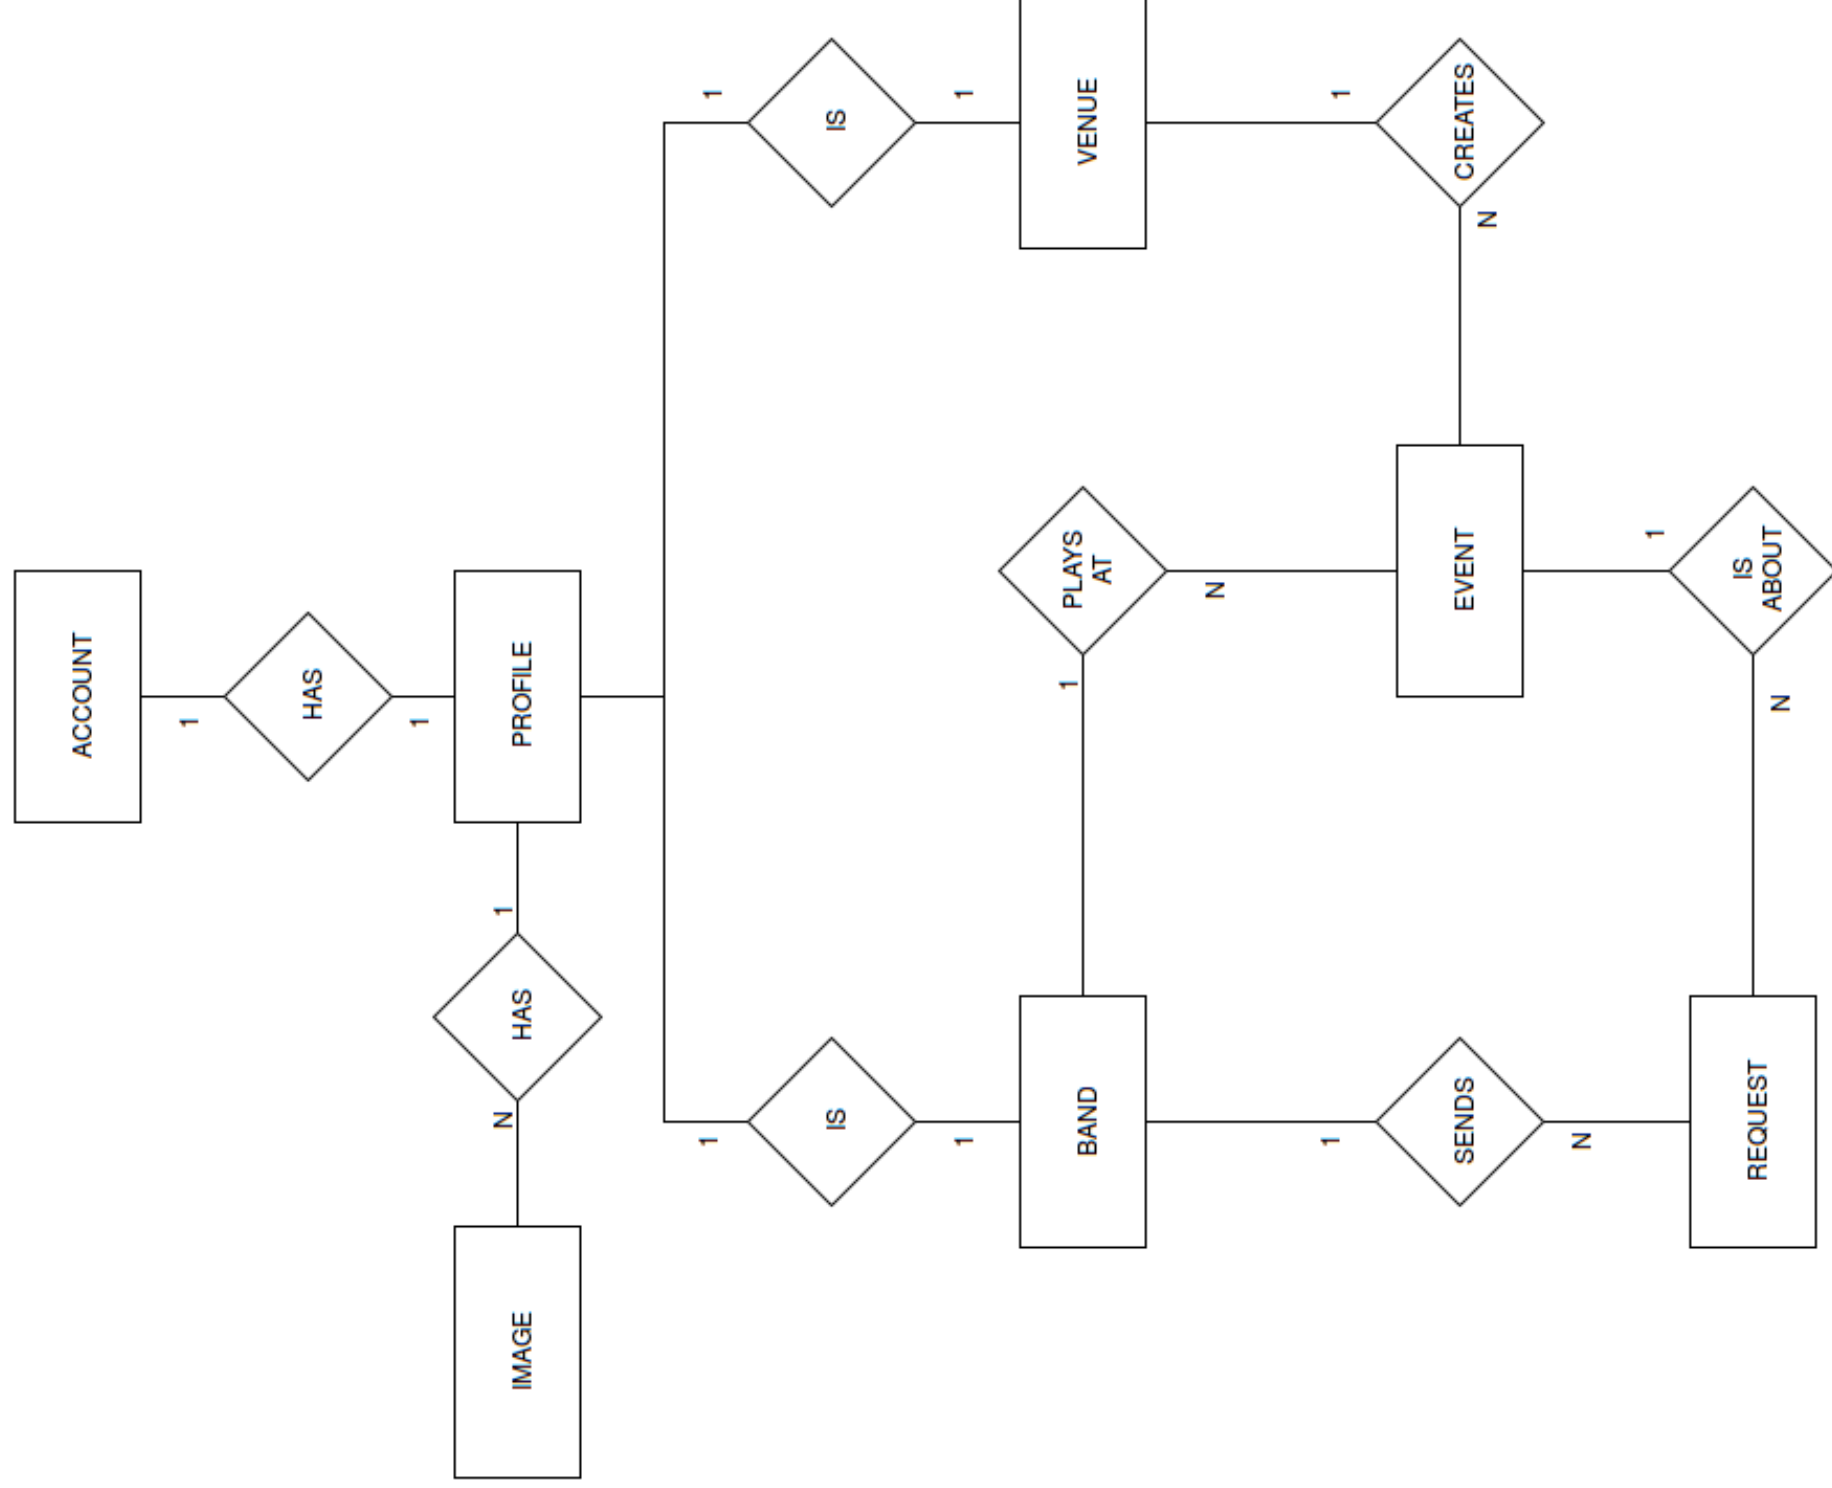 ACCOUNT
1
HAS
1
IMAGE
N
HAS
1
PROFILE
1
1
IS
IS
1
1
BAND
1
PLAYS
AT
VENUE
N
1
1
SENDS
EVENT
CREATES
N
N
1
REQUEST
N
IS
ABOUT